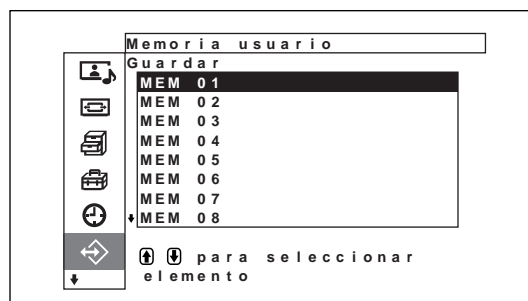 Memoria usuario
Guardar
MEM 01
MEM 02
MEM 03
MEM 04
MEM 05
MEM 06
MEM 07
MEM 08
para seleccionar
elemento